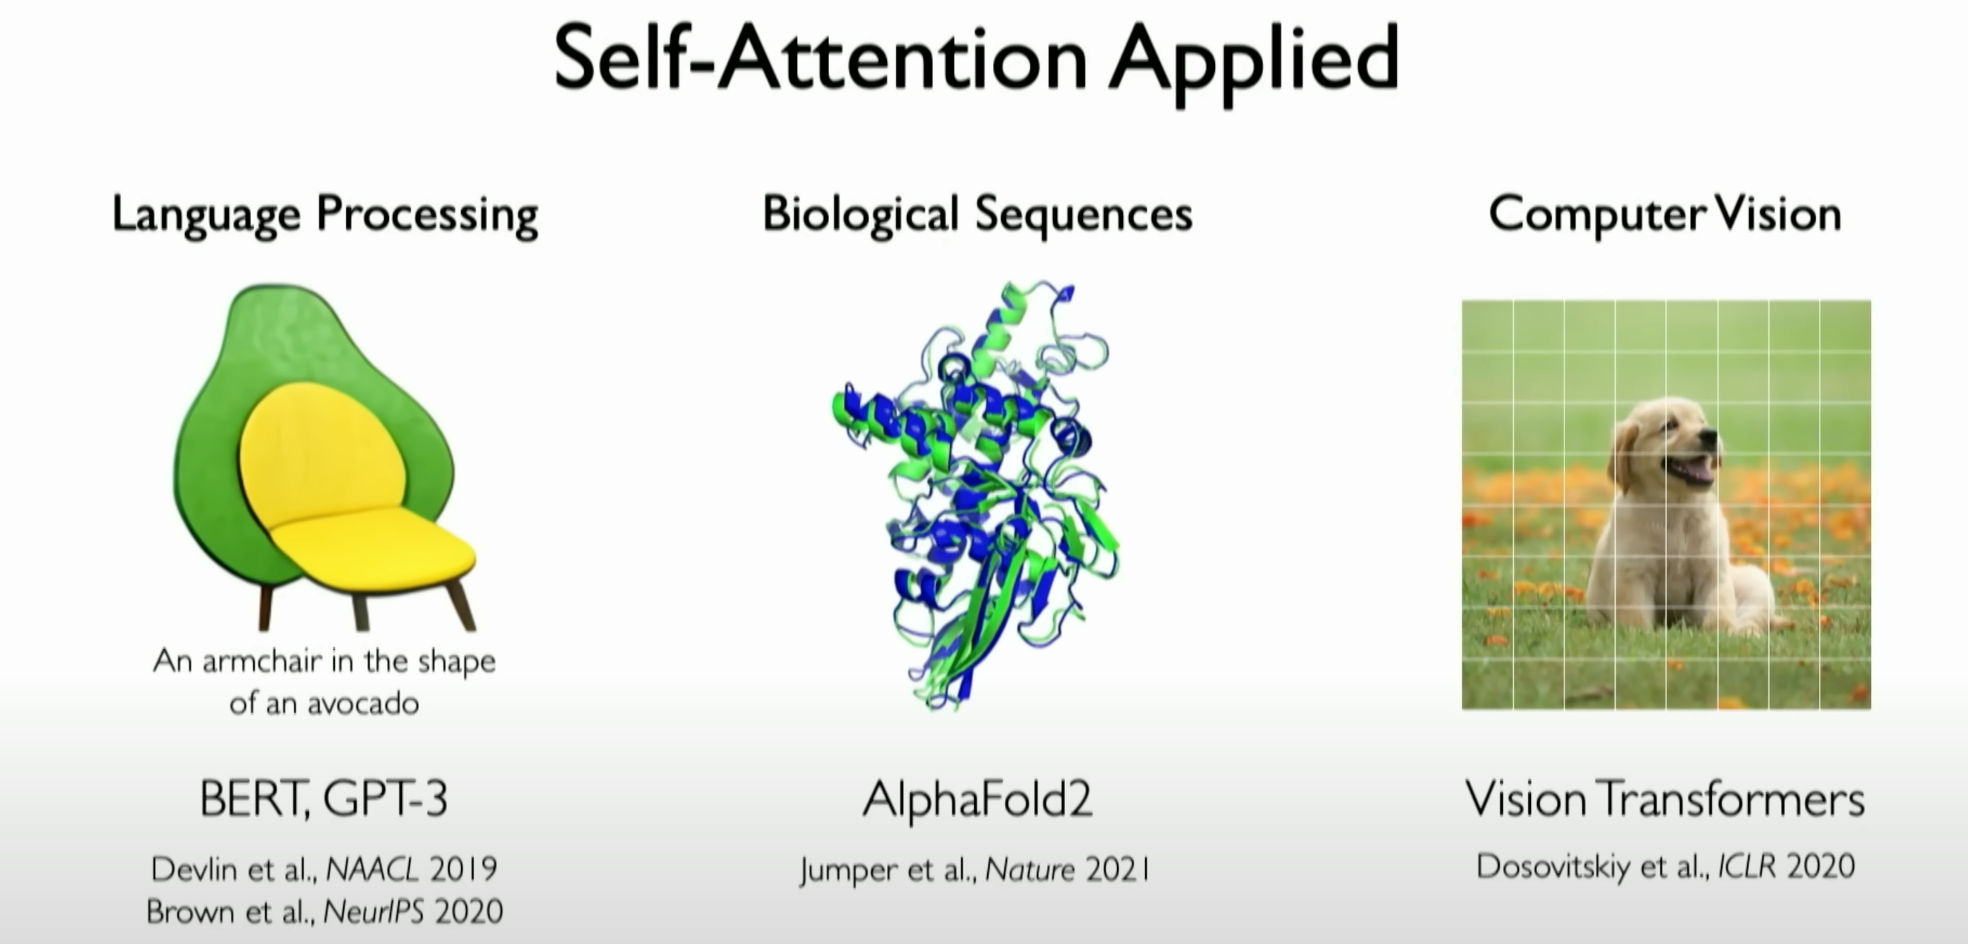 Self-Attention Applied
Language Processing
An armchair in the shape
of an avocado
BERT, GPT-3
Devlin et al., NAACL 2019
Brown et al., NeurIPS 2020
Biological Sequences
AlphaFold2
Jumper et al., Nature 2021
Computer Vision
Vision Transformers
Dosovitskiy et al., ICLR 2020